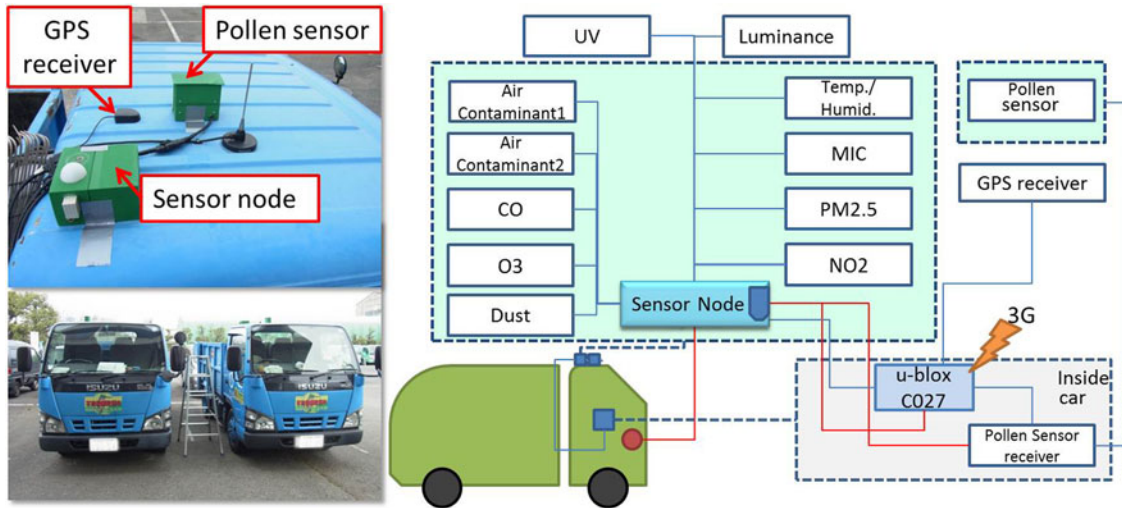 GPS
receiver
Pollen sensor
Sensor node
ISUZU
ISUZU
UV
Luminance
Air
Contaminant1
Air
Contaminant2
CO
O3
Dust
Temp./
Humid.
MIC
PM2.5
NO2
Sensor Node
Pollen
sensor
GPS receiver
3G
u-blox
C027
Inside
car
Pollen Sensor
receiver